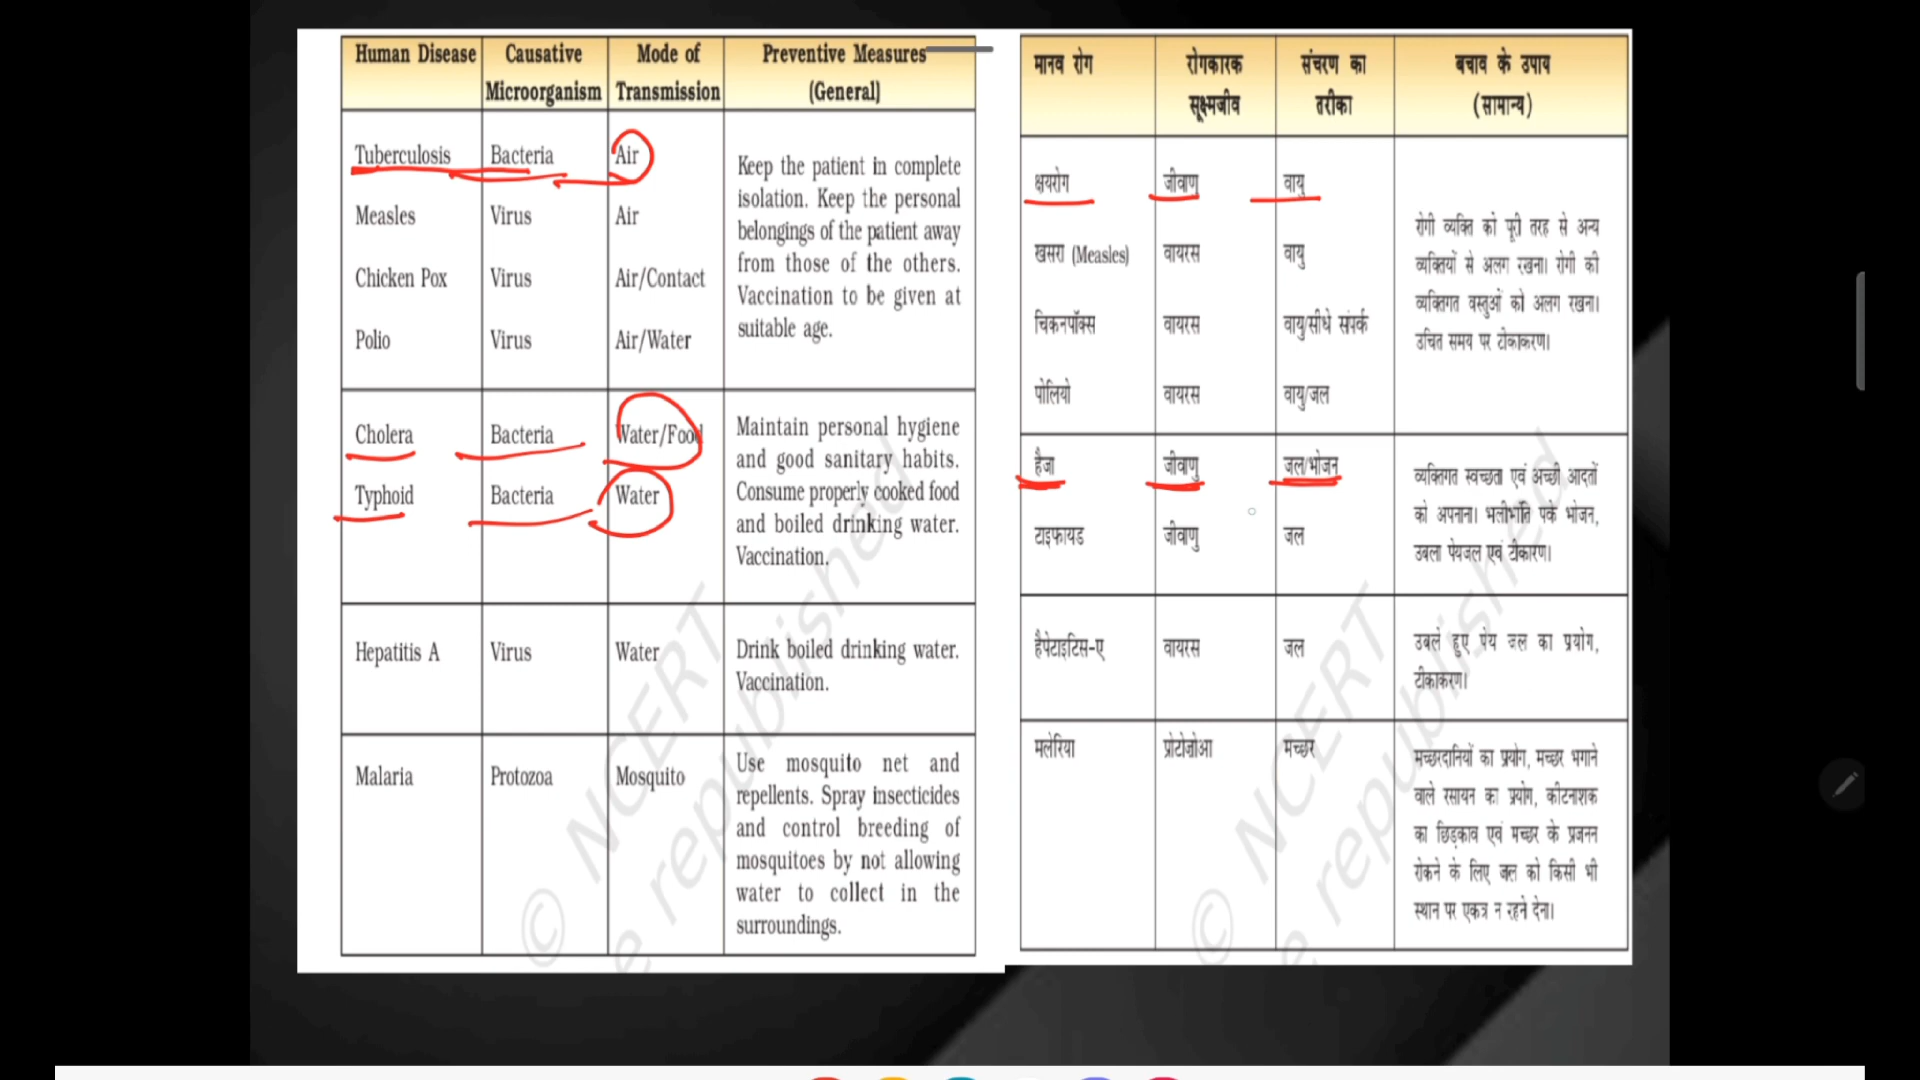 Human Disease Causative Mode of Preventive Measures
Microorganism Transmission (General)
Tuberculosis Bacteria Air
Measles Virus Air
Chicken Pox Virus Air/Contact
Polio Virus Air/Water
Keep the patient in complete
isolation. Keep the personal
belongings of the patient away
from those of the others.
Vaccination to be given at
suitable age.
Cholera Bacteria Water/Food
Typhoid Bacteria Water
Maintain personal hygiene
and good sanitary habits.
Consume properly cooked food
and boiled drinking water.
Vaccination.
Hepatitis A Virus Water
Drink boiled drinking water.
Vaccination.
Malaria Protozoa Mosquito
Use mosquito net and
repellents. Spray insecticides
and control breeding of
mosquitoes by not allowing
water to collect in the
surroundings.
© NCERT
republished
मानव रोग रोगकारक संचरण का बचाव के उपाय
सूक्ष्मजीव तरीका (सामान्य)
क्षयरोग जीवाणु वायु
खसरा (Measles) वायरस वायु
चिकनपॉक्स वायरस वायु/सीधे संपर्क
पोलियो वायरस वायु/जल
रोगी व्यक्ति को पूरी तरह से अन्य
व्यक्तियों से अलग रखना। रोगी की
व्यक्तिगत वस्तुओं को अलग रखना।
उचित समय पर टीकाकरण।
हैजा जीवाणु जल/भोजन
टाइफायड जीवाणु जल
व्यक्तिगत स्वच्छता एवं अच्छी आदतों
को अपनाना। भलीभांति पके भोजन,
उबला पेयजल एवं टीकारण।
हैपेटाइटिस-ए वायरस जल
उबले हुए पेय जल का प्रयोग,
टीकाकरण।
मलेरिया प्रोटोज़ोआ मच्छर
मच्छरदानियों का प्रयोग, मच्छर भगाने
वाले रसायन का प्रयोग, कीटनाशक
का छिड़काव एवं मच्छर के प्रजनन
रोकने के लिए जल को किसी भी
स्थान पर एकत्र न रहने देना।
© NCERT
republished